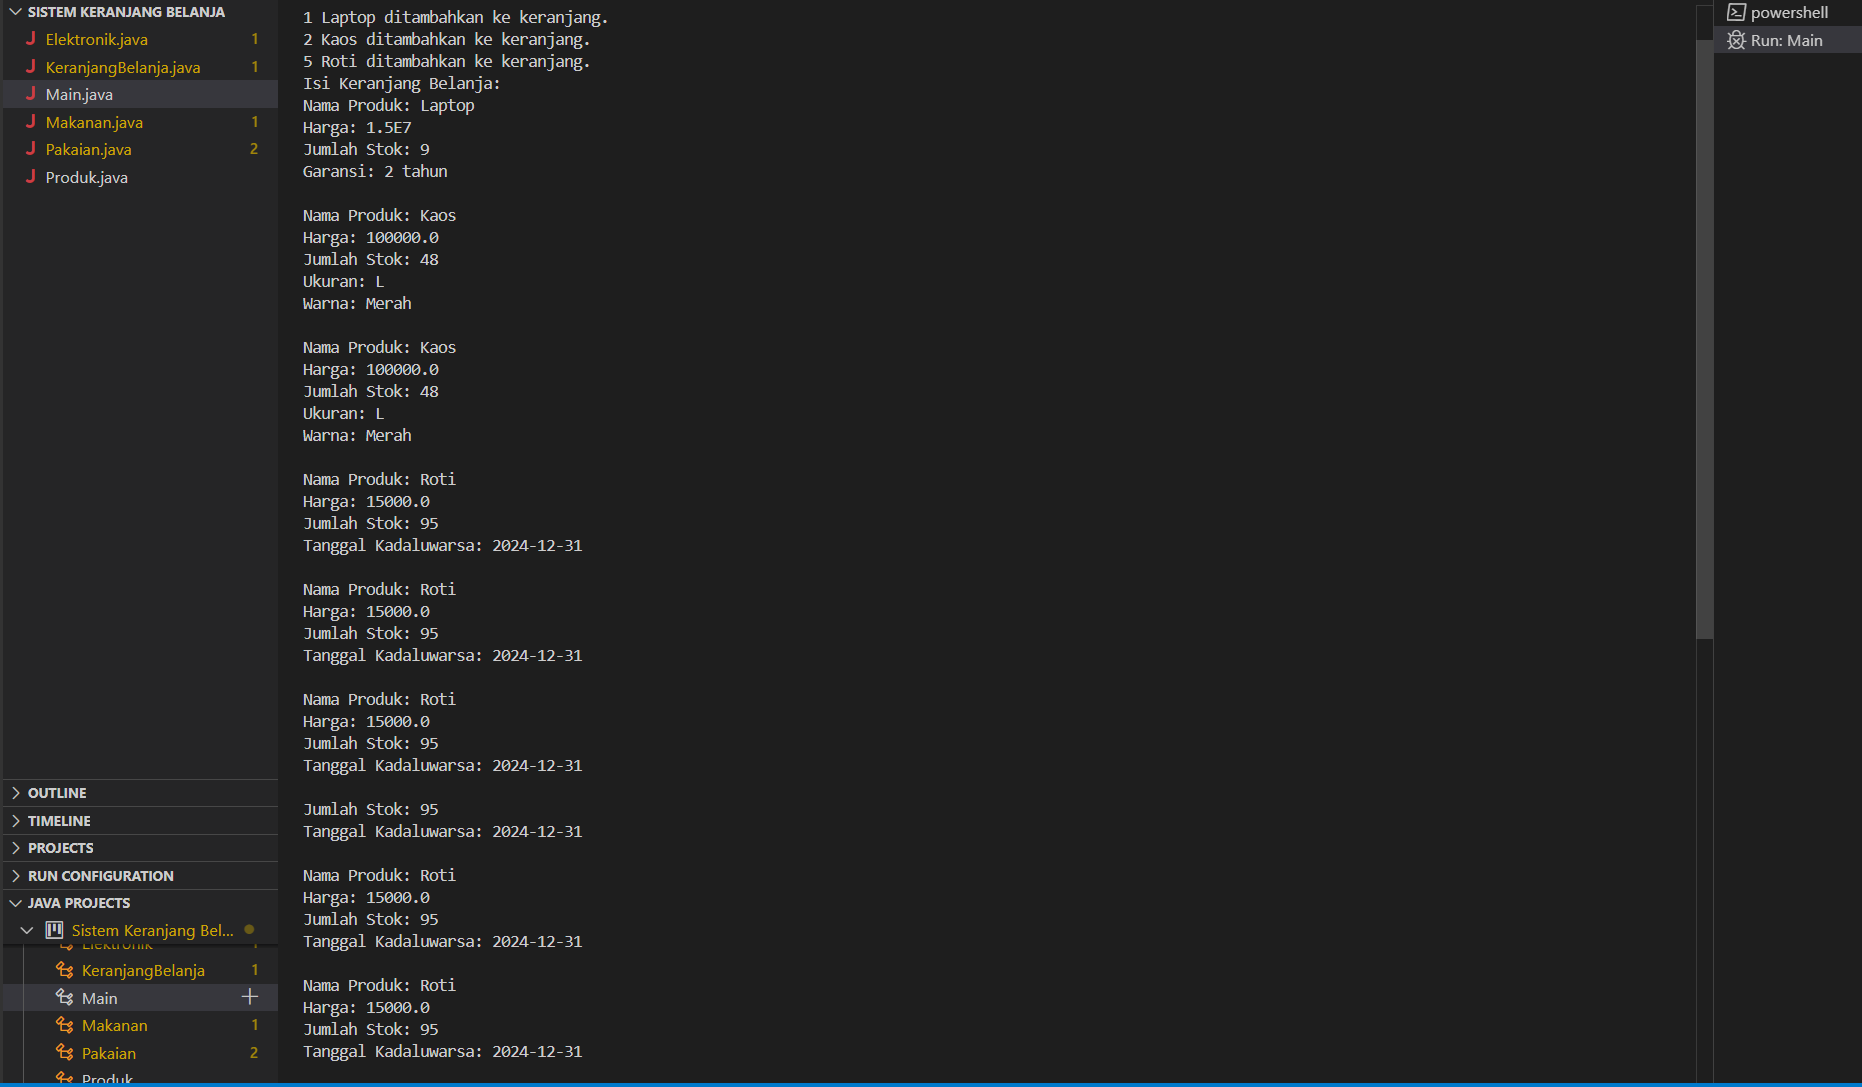 SISTEM KERANJANG BELANJA
J Elektronik.java 1
J KeranjangBelanja.java 1
J Main.java
J Makanan.java 1
J Pakaian.java 2
J Produk.java
OUTLINE
TIMELINE
PROJECTS
RUN CONFIGURATION
JAVA PROJECTS
Sistem Keranjang Bel...
Elektronik 1
KeranjangBelanja 1
Main
Makanan 1
Pakaian 2
Produk
1 Laptop ditambahkan ke keranjang.
2 Kaos ditambahkan ke keranjang.
5 Roti ditambahkan ke keranjang.
Isi Keranjang Belanja:
Nama Produk: Laptop
Harga: 1.5E7
Jumlah Stok: 9
Garansi: 2 tahun
Nama Produk: Kaos
Harga: 100000.0
Jumlah Stok: 48
Ukuran: L
Warna: Merah
Nama Produk: Kaos
Harga: 100000.0
Jumlah Stok: 48
Ukuran: L
Warna: Merah
Nama Produk: Roti
Harga: 15000.0
Jumlah Stok: 95
Tanggal Kadaluwarsa: 2024-12-31
Nama Produk: Roti
Harga: 15000.0
Jumlah Stok: 95
Tanggal Kadaluwarsa: 2024-12-31
Nama Produk: Roti
Harga: 15000.0
Jumlah Stok: 95
Tanggal Kadaluwarsa: 2024-12-31
Jumlah Stok: 95
Tanggal Kadaluwarsa: 2024-12-31
Nama Produk: Roti
Harga: 15000.0
Jumlah Stok: 95
Tanggal Kadaluwarsa: 2024-12-31
Nama Produk: Roti
Harga: 15000.0
Jumlah Stok: 95
Tanggal Kadaluwarsa: 2024-12-31
powershell
Run: Main